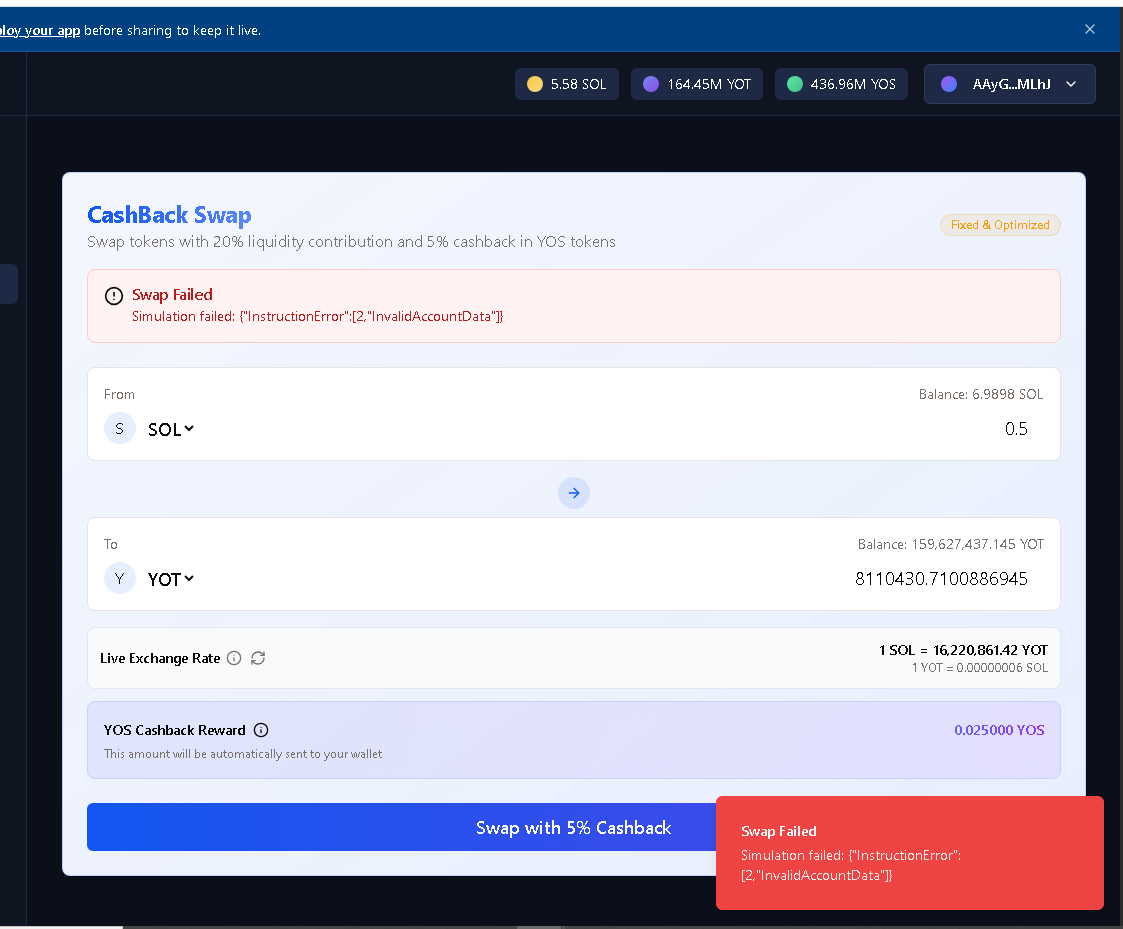 loy your app before sharing to keep it live.
5.58 SOL
164.45M YOT
436.96M YOS
AAyG...MLhJ
CashBack Swap
Swap tokens with 20% liquidity contribution and 5% cashback in YOS tokens
Fixed & Optimized
Swap Failed
Simulation failed: {"InstructionError":[2,"InvalidAccountData"]}
From
Balance: 6.9898 SOL
S
SOL
0.5
To
Balance: 159,627,437.145 YOT
Y
YOT
8110430.7100886945
Live Exchange Rate
1 SOL = 16,220,861.42 YOT
1 YOT = 0.00000006 SOL
YOS Cashback Reward
0.025000 YOS
This amount will be automatically sent to your wallet
Swap with 5% Cashback
Swap Failed
Simulation failed: {"InstructionError":
[2,"InvalidAccountData"]}